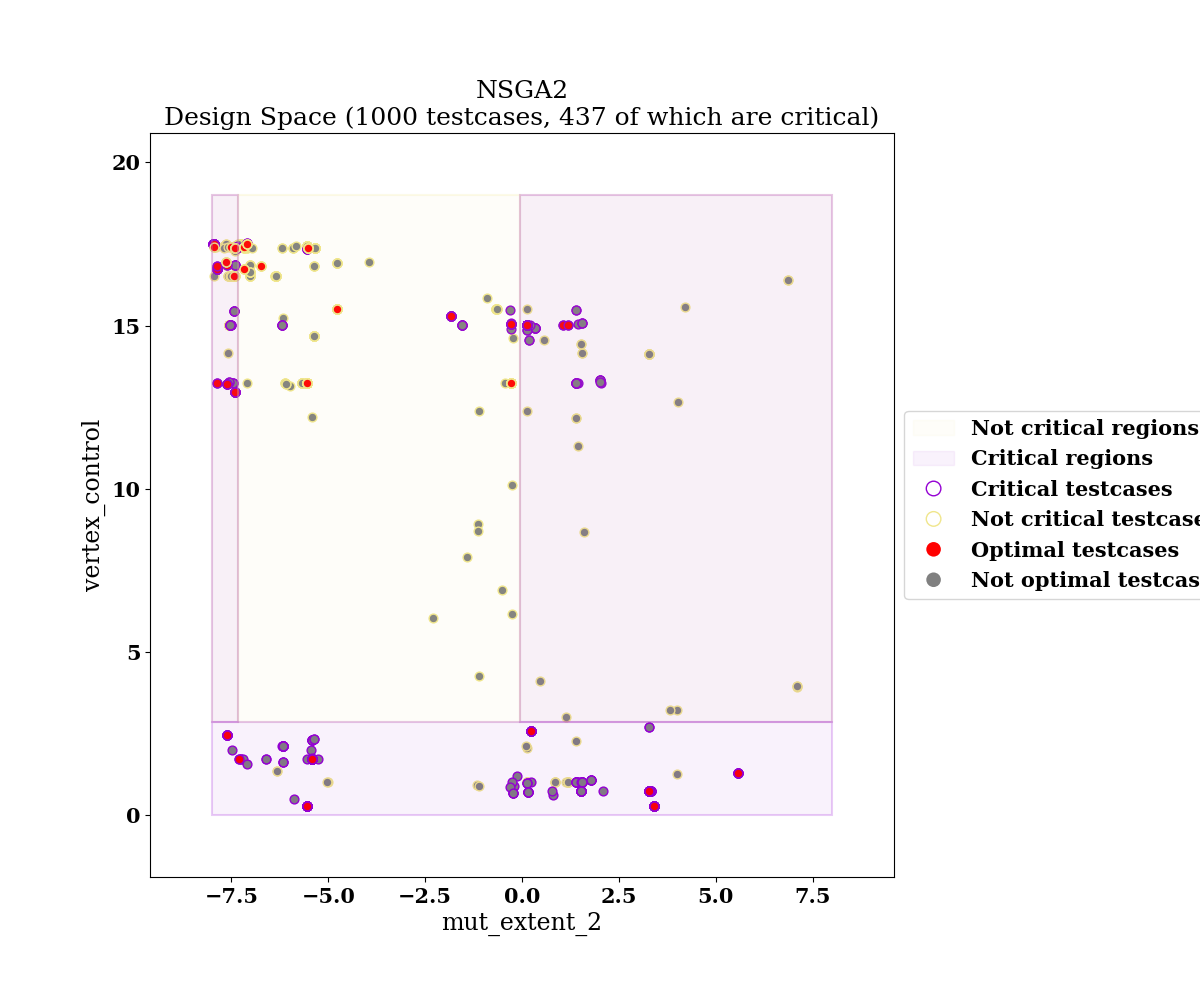 NSGA2
Design Space (1000 testcases, 437 of which are critical)
20
15
10
5
0
vertex_control
−7.5
−5.0
−2.5
0.0
2.5
5.0
7.5
mut_extent_2
Not critical regions
Critical regions
Critical testcases
Not critical testcase
Optimal testcases
Not optimal testcas